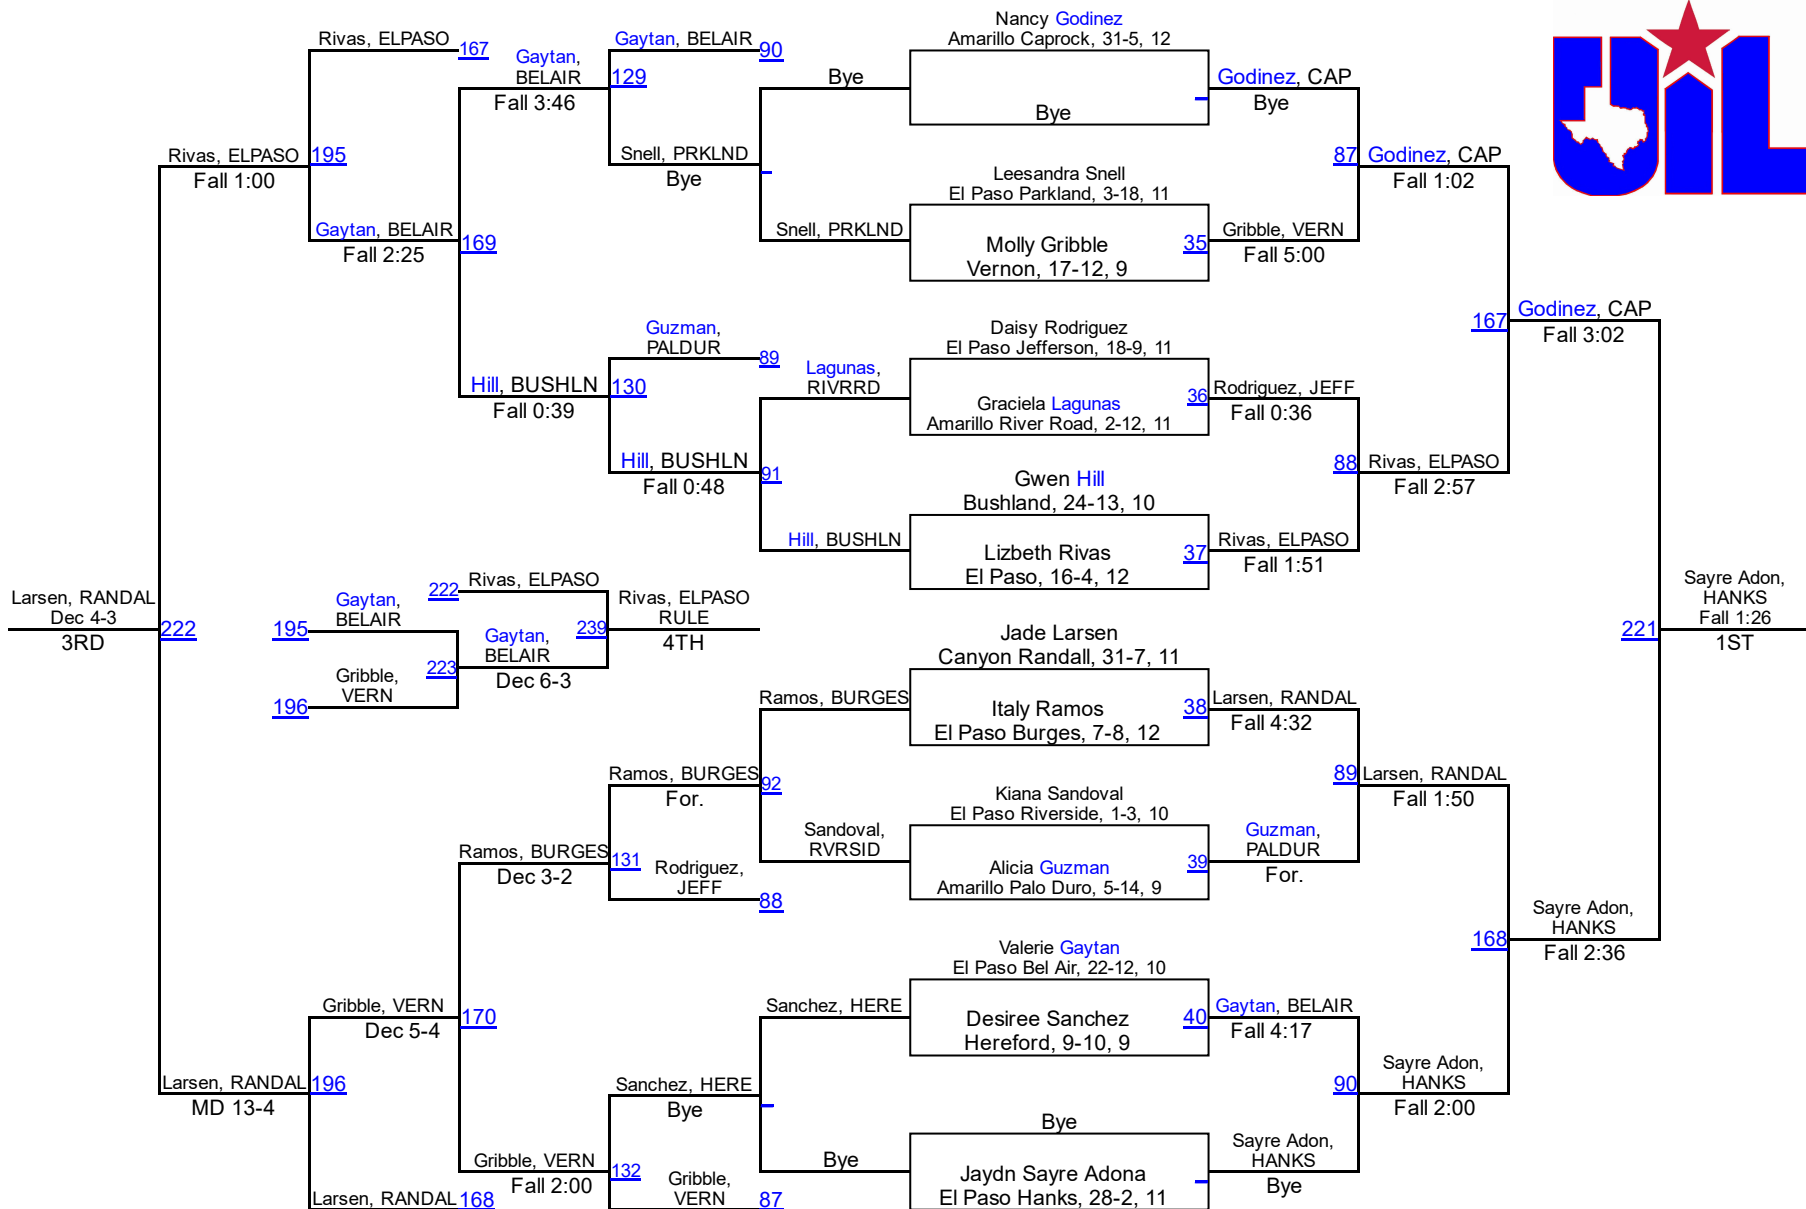 Nancy Godinez
Amarillo Caprock, 31-5, 12
Bye
Leesandra Snell
El Paso Parkland, 3-18, 11
Molly Gribble
Vernon, 17-12, 9
35
Daisy Rodriguez
El Paso Jefferson, 18-9, 11
Graciela Lagunas
Amarillo River Road, 2-12, 11
36
Gwen Hill
Bushland, 24-13, 10
Lizbeth Rivas
El Paso, 16-4, 12
37
Jade Larsen
Canyon Randall, 31-7, 11
Italy Ramos
El Paso Burges, 7-8, 12
38
Kiana Sandoval
El Paso Riverside, 1-3, 10
Alicia Guzman
Amarillo Palo Duro, 5-14, 9
39
Valerie Gaytan
El Paso Bel Air, 22-12, 10
Desiree Sanchez
Hereford, 9-10, 9
40
Bye
Jaydn Sayre Adona
El Paso Hanks, 28-2, 11
Godinez, CAP
Bye
87
Gribble, VERN
Fall 5:00
Rodriguez, JEFF
Fall 0:36
88
Rivas, ELPASO
Fall 1:51
Larsen, RANDAL
Fall 4:32
89
Guzman,
PALDUR
For.
Gaytan, BELAIR
Fall 4:17
90
Sayre Adon,
HANKS
Bye
Godinez, CAP
Fall 1:02
167
Rivas, ELPASO
Fall 2:57
Larsen, RANDAL
Fall 1:50
168
Sayre Adon,
HANKS
Fall 2:00
Godinez, CAP
Fall 3:02
221
Sayre Adon,
HANKS
Fall 2:36
Sayre Adon,
HANKS
Fall 1:26
1ST
UIL
Bye
Snell, PRKLND
Lagunas,
RIVRRD
91
Hill, BUSHLN
Ramos, BURGES
92
Sandoval,
RVRSID
Sanchez, HERE
Bye
Gaytan, BELAIR
90
129
Snell, PRKLND
Bye
Guzman,
PALDUR
89
130
Hill, BUSHLN
Fall 0:48
Ramos, BURGES
For.
131
Rodriguez,
JEFF
88
Sanchez, HERE
Bye
132
Gribble,
VERN
87
Gaytan,
BELAIR
Fall 3:46
169
Hill, BUSHLN
Fall 0:39
Ramos, BURGES
Dec 3-2
170
Gribble, VERN
Fall 2:00
Rivas, ELPASO
167
195
Gaytan, BELAIR
Fall 2:25
Gribble, VERN
Dec 5-4
196
Larsen, RANDAL
168
Rivas, ELPASO
Fall 1:00
222
Larsen, RANDAL
MD 13-4
Larsen, RANDAL
Dec 4-3
3RD
195
Gaytan,
BELAIR
196
Gribble,
VERN
223
222
Rivas, ELPASO
Gaytan,
BELAIR
Dec 6-3
239
Rivas, ELPASO
RULE
4TH